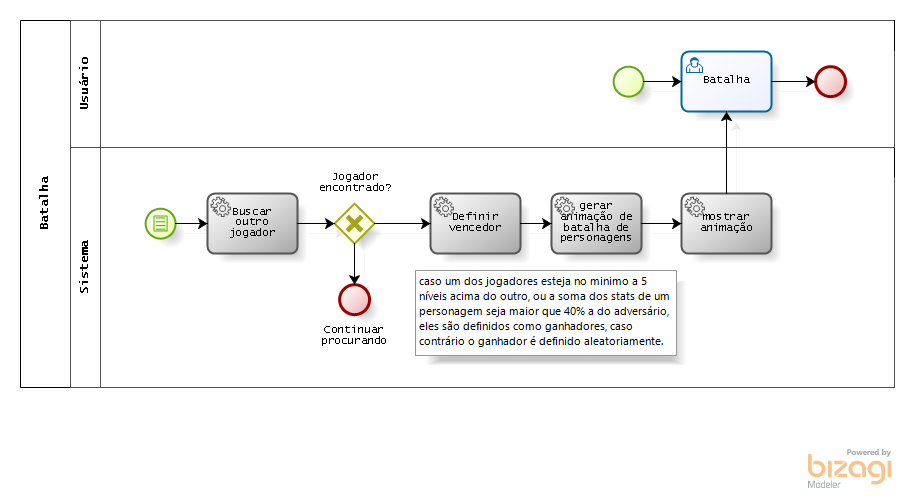 Batalha
Usuário
Batalha
Sistema
Buscar
outro
jogador
Jogador
encontrado?
Continuar
procurando
Definir
vencedor
gerar
animação de
batalha de
personagens
mostrar
animação
caso um dos jogadores esteja no minimo a 5
níveis acima do outro, ou a soma dos stats de um
personagem seja maior que 40% a do adversário,
eles são definidos como ganhadores, caso
contrário o ganhador é definido aleatoriamente.
Powered by
bizagi
Modeler